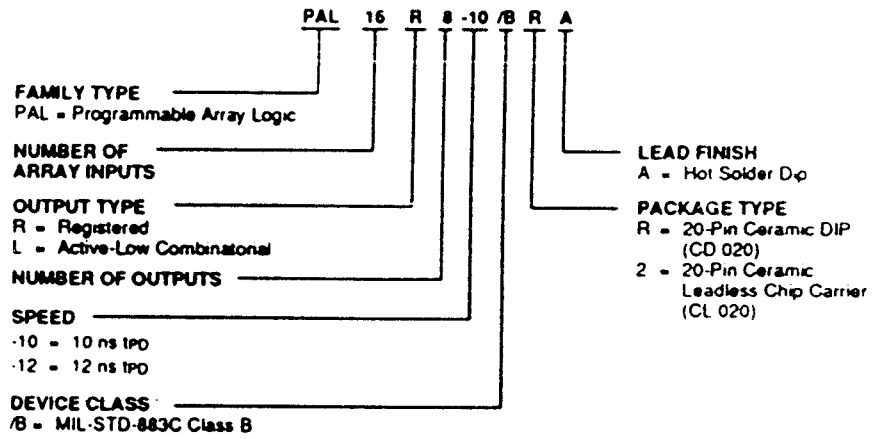 PAL 16 R 8 -10 /B R A
FAMILY TYPE
PAL = Programmable Array Logic
NUMBER OF
ARRAY INPUTS
OUTPUT TYPE
R = Registered
L = Active-Low Combinatorial
NUMBER OF OUTPUTS
SPEED
-10 = 10 ns tPD
-12 = 12 ns tPD
DEVICE CLASS
/B = MIL-STD-883C Class B
LEAD FINISH
A = Hot Solder Dip
PACKAGE TYPE
R = 20-Pin Ceramic DIP
(CD 020)
2 = 20-Pin Ceramic
Leadless Chip Carrier
(CL 020)